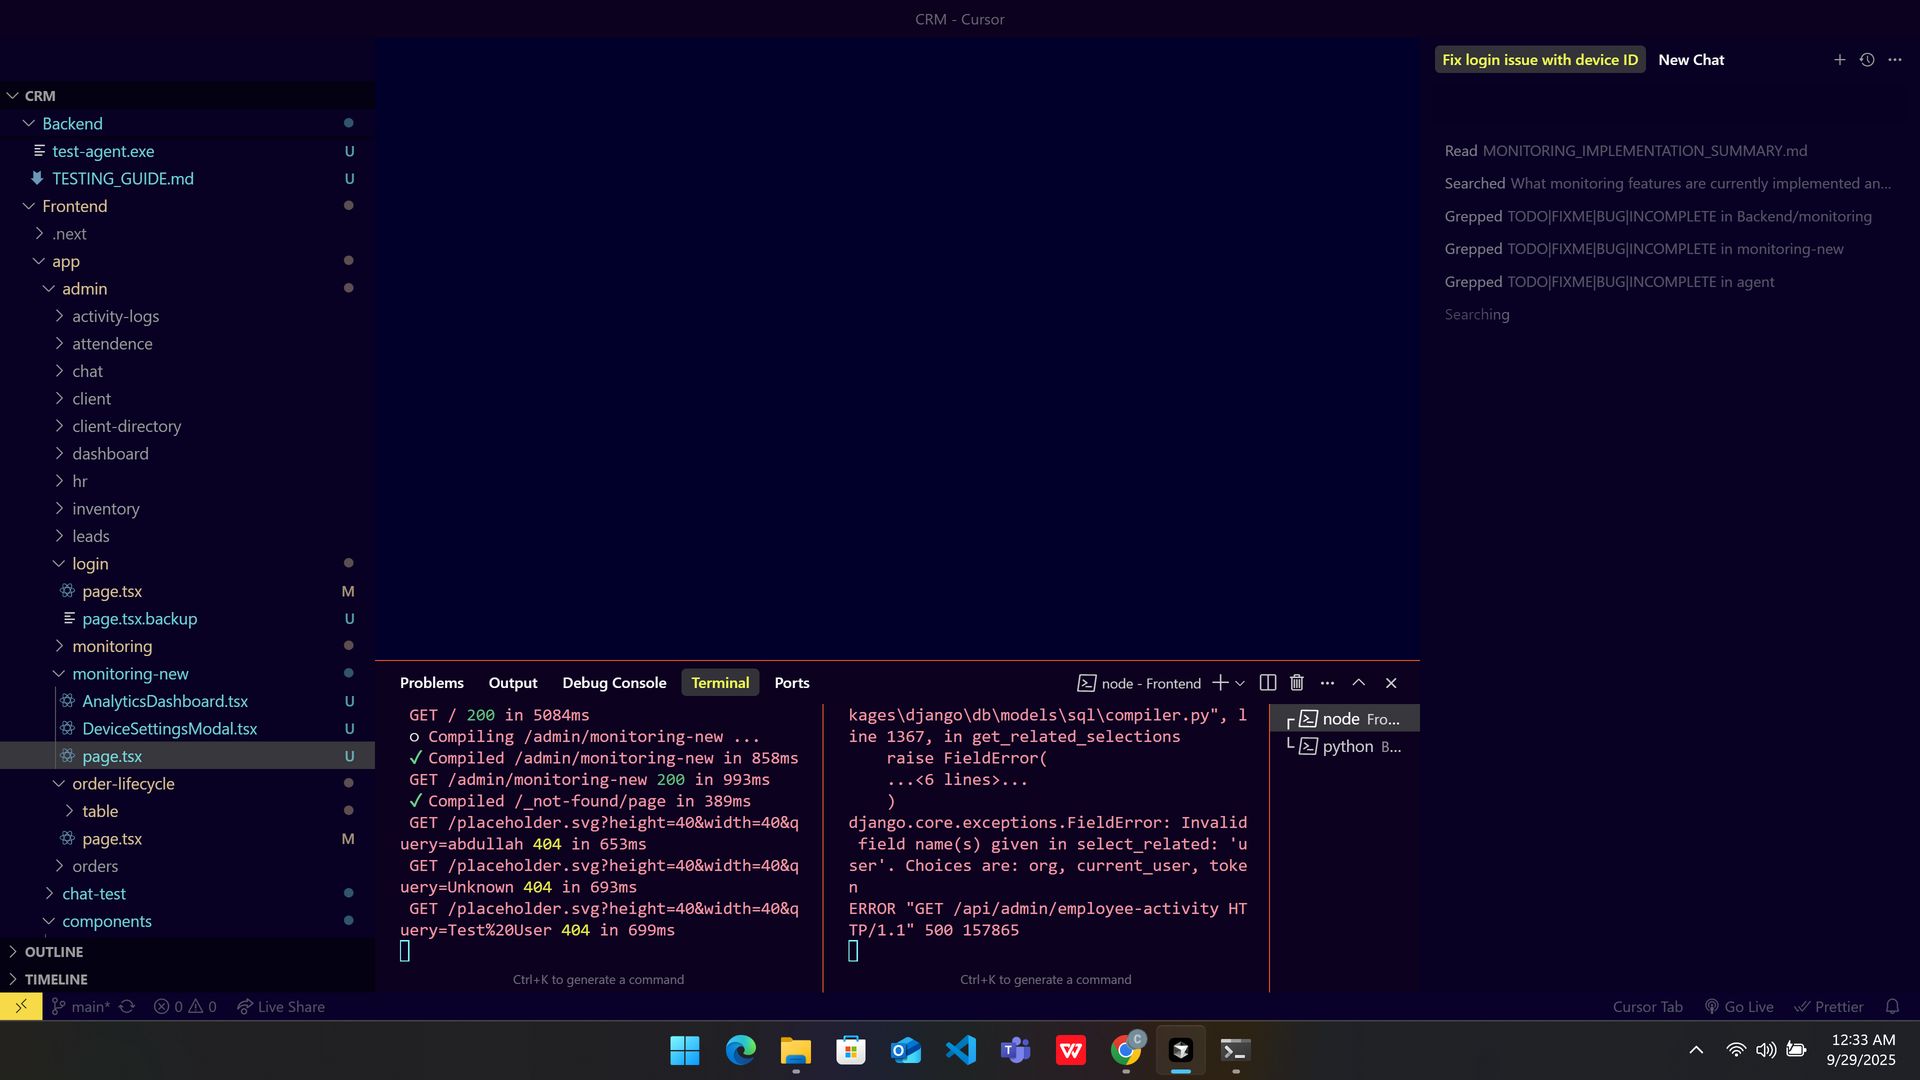 CRM - Cursor
CRM
Backend
test-agent.exe U
TESTING_GUIDE.md U
Frontend
.next
app
admin
activity-logs
attendence
chat
client
client-directory
dashboard
hr
inventory
leads
login
page.tsx M
page.tsx.backup U
monitoring
monitoring-new
AnalyticsDashboard.tsx U
DeviceSettingsModal.tsx U
page.tsx U
order-lifecycle
table
page.tsx M
orders
chat-test
components
OUTLINE
TIMELINE
Problems Output Debug Console Terminal Ports
node - Frontend
GET / 200 in 5084ms
○ Compiling /admin/monitoring-new ...
✓ Compiled /admin/monitoring-new in 858ms
GET /admin/monitoring-new 200 in 993ms
✓ Compiled /_not-found/page in 389ms
GET /placeholder.svg?height=40&width=40&q
uery=abdullah 404 in 653ms
GET /placeholder.svg?height=40&width=40&q
uery=Unknown 404 in 693ms
GET /placeholder.svg?height=40&width=40&q
uery=Test%20User 404 in 699ms
Ctrl+K to generate a command
kages\django\db\models\sql\compiler.py", l
ine 1367, in get_related_selections
raise FieldError(
...<6 lines>...
)
django.core.exceptions.FieldError: Invalid
field name(s) given in select_related: 'u
ser'. Choices are: org, current_user, toke
n
ERROR "GET /api/admin/employee-activity HT
TP/1.1" 500 157865
Ctrl+K to generate a command
node Fro...
python B...
Fix login issue with device ID New Chat
Read MONITORING_IMPLEMENTATION_SUMMARY.md
Searched What monitoring features are currently implemented an...
Grepped TODO|FIXME|BUG|INCOMPLETE in Backend/monitoring
Grepped TODO|FIXME|BUG|INCOMPLETE in monitoring-new
Grepped TODO|FIXME|BUG|INCOMPLETE in agent
Searching
main* 0 0 Live Share
Cursor Tab Go Live Prettier
12:33 AM
9/29/2025